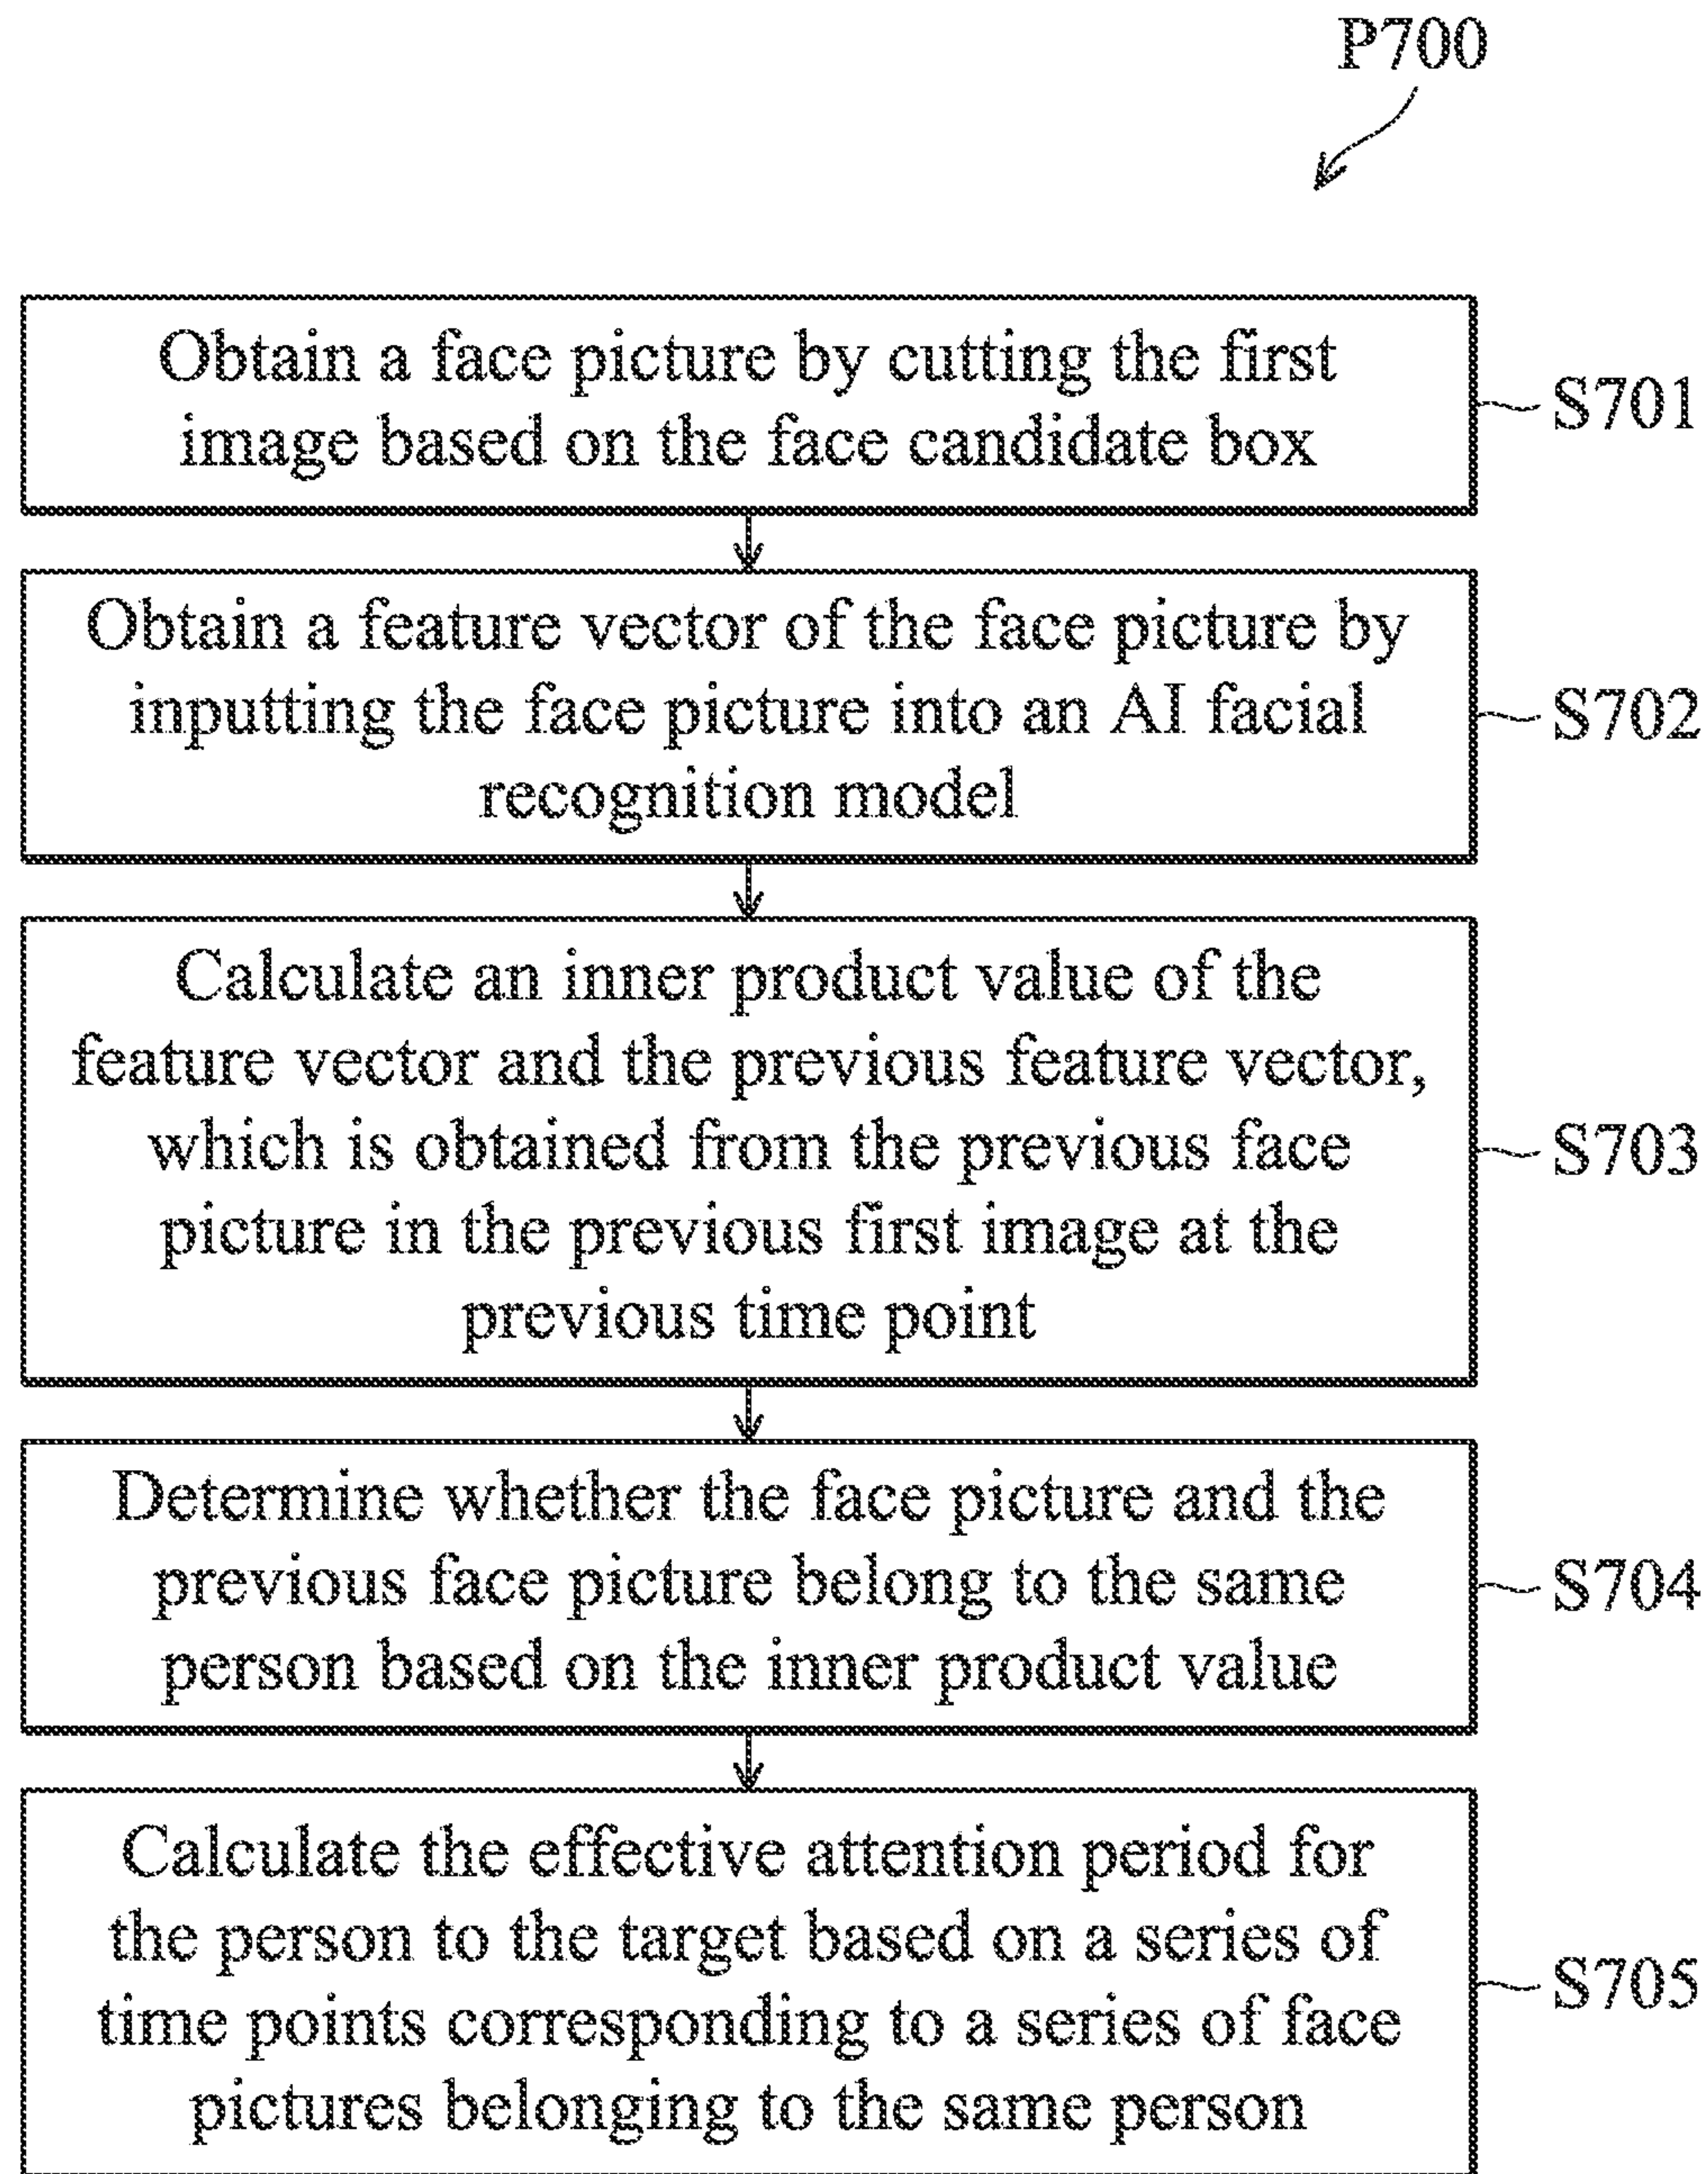 P700
Obtain a face picture by cutting the first
image based on the face candidate box
S701
Obtain a feature vector of the face picture by
inputting the face picture into an AI facial
recognition model
S702
Calculate an inner product value of the
feature vector and the previous feature vector,
which is obtained from the previous face
picture in the previous first image at the
previous time point
S703
Determine whether the face picture and the
previous face picture belong to the same
person based on the inner product value
S704
Calculate the effective attention period for
the person to the target based on a series of
time points corresponding to a series of face
pictures belonging to the same person
S705